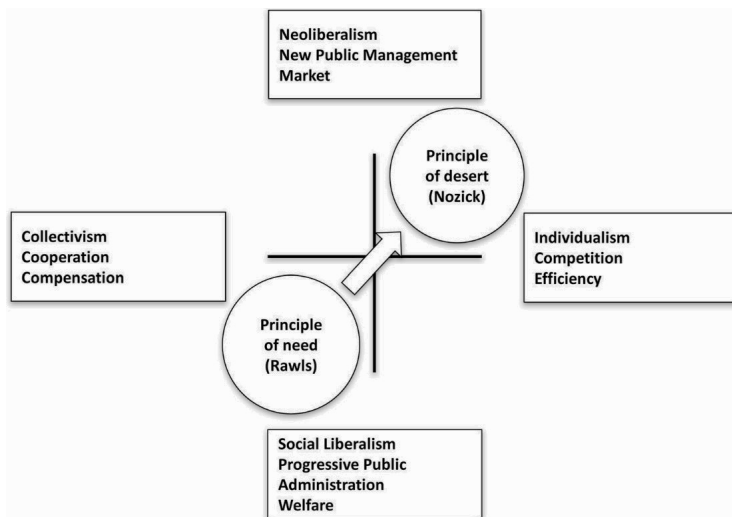 Neoliberalism
New Public Management
Market
Principle
of desert
(Nozick)
Collectivism
Cooperation
Compensation
Individualism
Competition
Efficiency
Principle
of need
(Rawls)
Social Liberalism
Progressive Public
Administration
Welfare